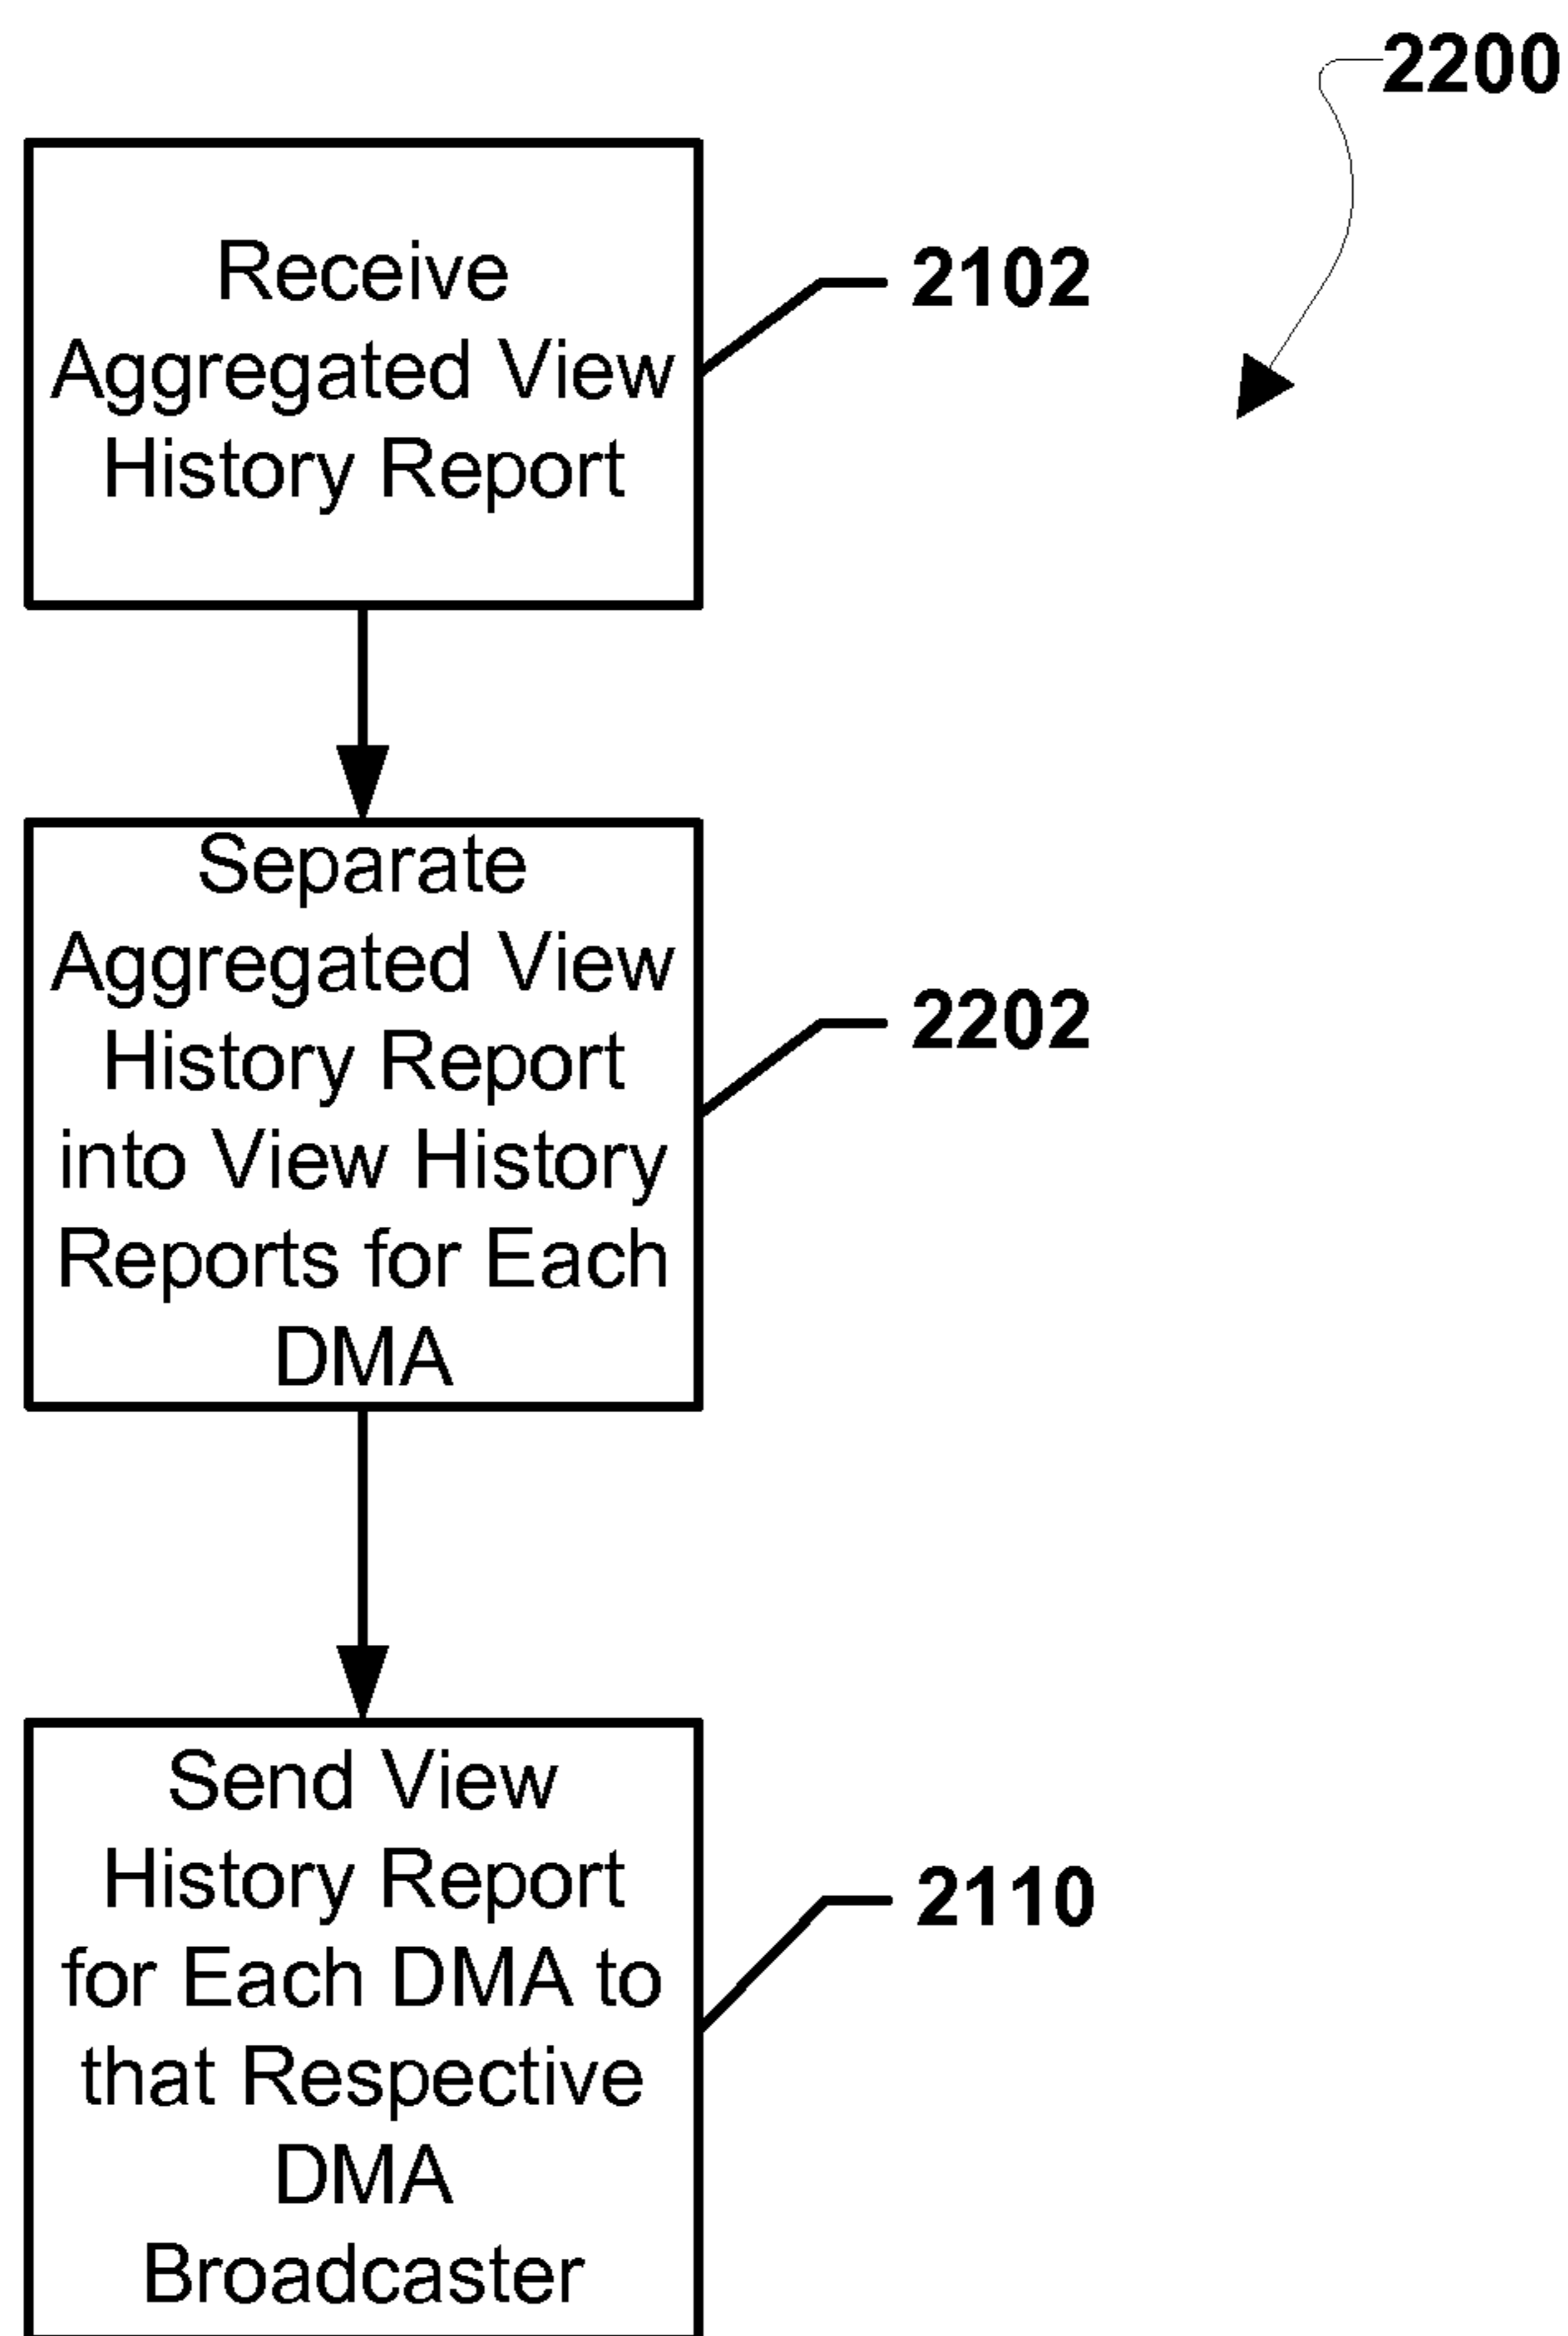 2200
Receive
Aggregated View
History Report
2102
Separate
Aggregated View
History Report
into View History
Reports for Each
DMA
2202
Send View
History Report
for Each DMA to
that Respective
DMA
Broadcaster
2110